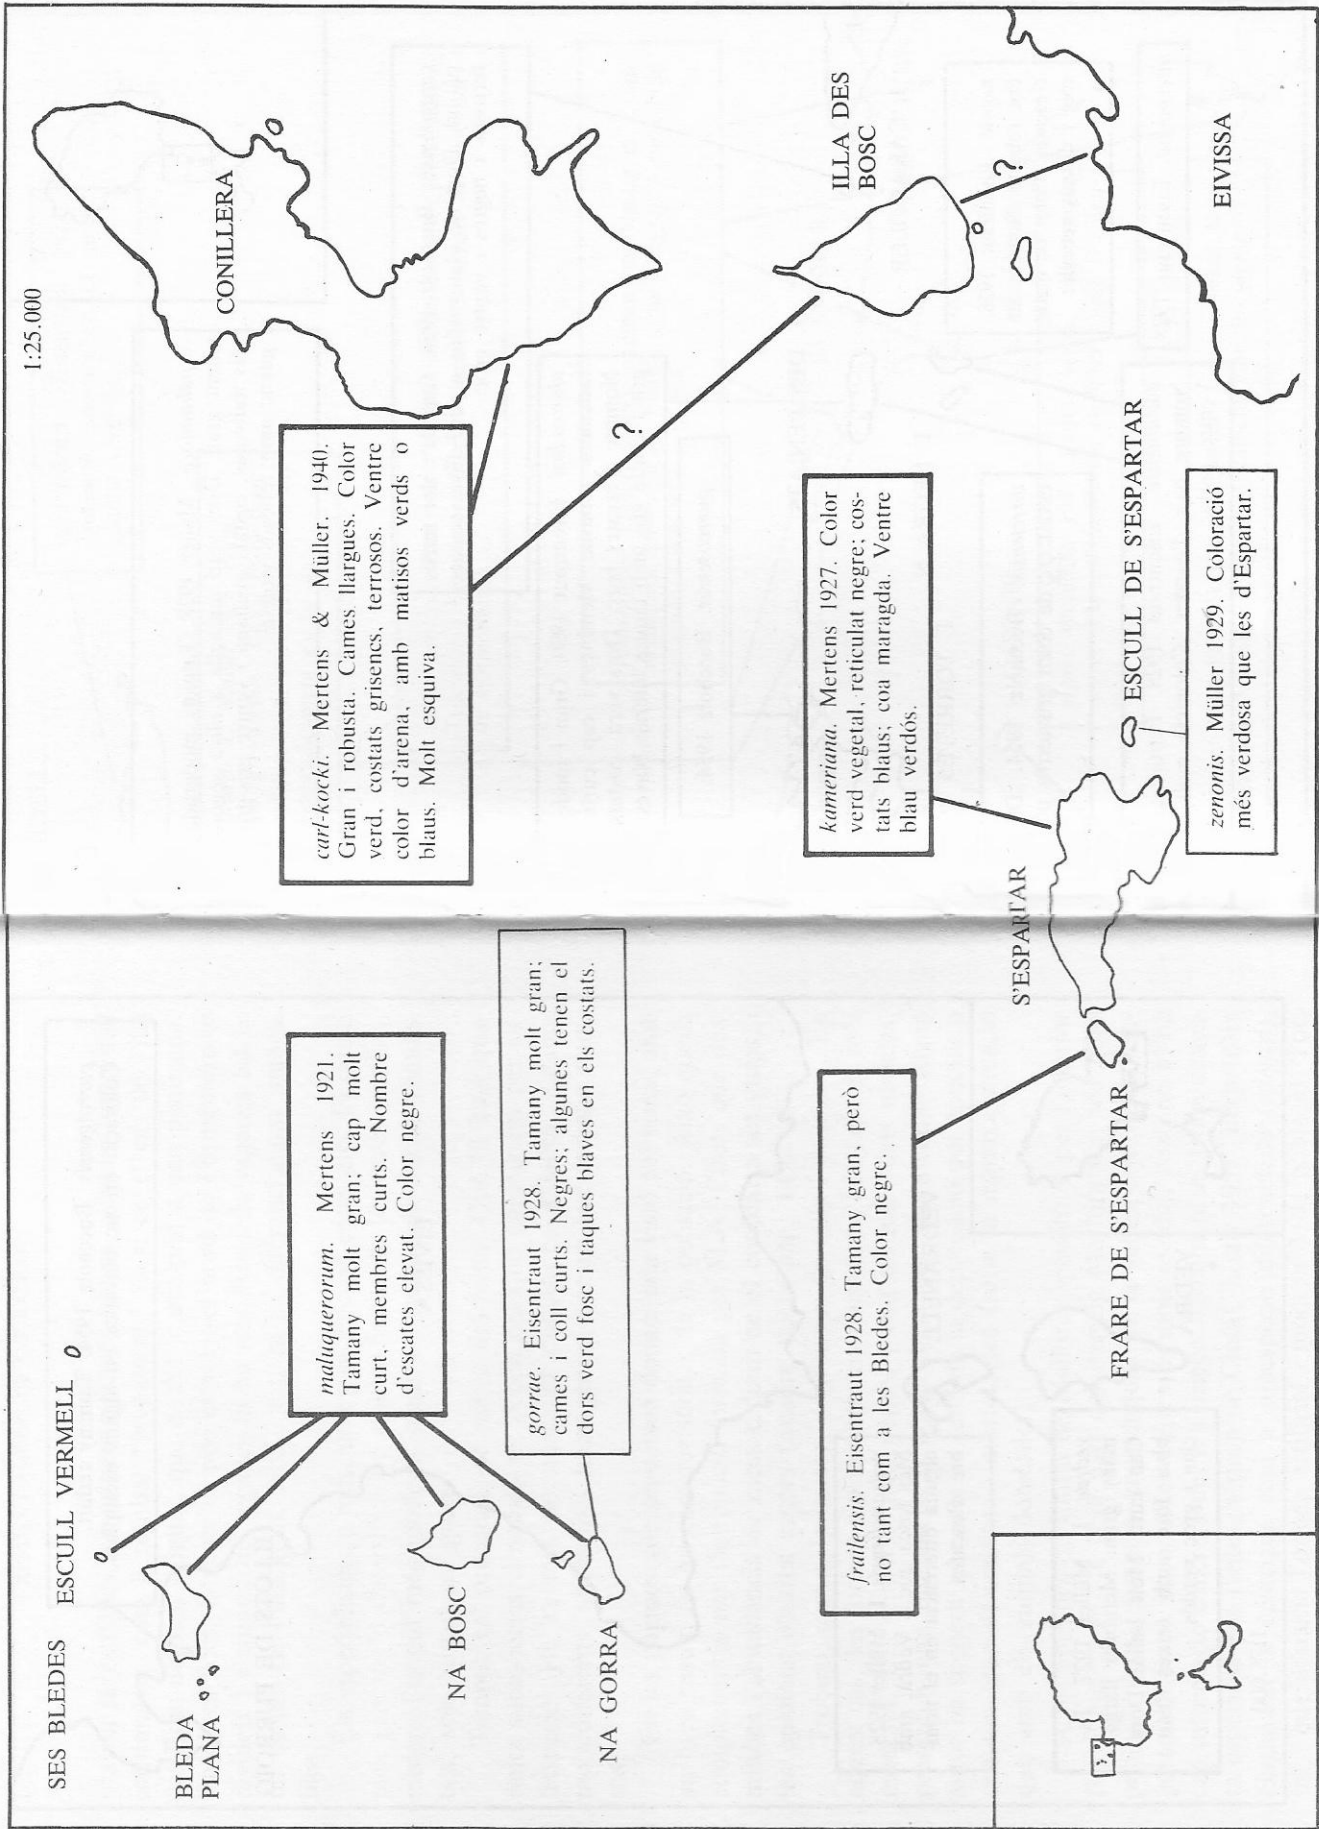 SES BLEDES
ESCULL VERMELL
BLEDA
PLANA
maluquerorum. Mertens 1921.
Tamany molt gran; cap molt
curt, membres curts. Nombre
d'escates elevat. Color negre.
NA BOSC
gorrae. Eisentraut 1928. Tamany molt gran;
cames i coll curts. Negres; algunes tenen el
dors verd fosc i taques blaves en els costats.
NA GORRA
frailensis. Eisentraut 1928. Tamany gran, però
no tant com a les Bledes. Color negre.
FRARE DE S'ESPARTAR
1:25.000
CONILLERA
carl-kocki. Mertens & Müller. 1940.
Gran i robusta. Cames llargues. Color
verd, costats grisencs, terrosos. Ventre
color d'arena, amb matisos verds o
blaus. Molt esquiva.
?
ILLA DES
BOSC
?
kameriana. Mertens 1927. Color
verd vegetal, reticulat negre; cos-
tats blaus; coa maragda. Ventre
blau verdós.
S'ESPARTAR
ESCULL DE S'ESPARTAR
zenonis. Müller 1929. Coloració
més verdosa que les d'Espartar.
EIVISSA